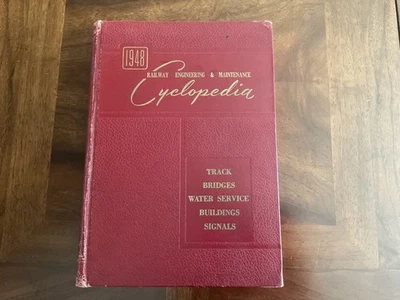 1948
RAILWAY ENGINEERING & MAINTENANCE
Cyclopedia
TRACK
BRIDGES
WATER SERVICE
BUILDINGS
SIGNALS